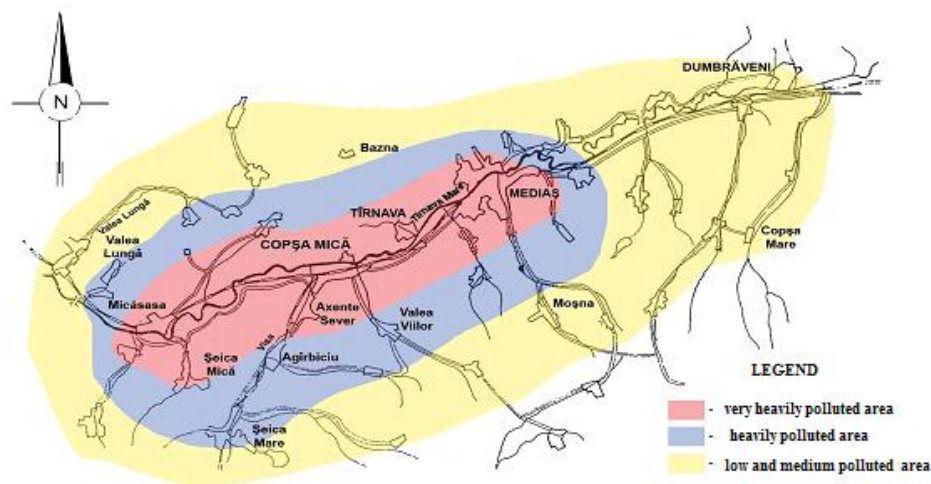 N
DUMBRĂVENI
Bazna
MEDIAȘ
TÎRNAVA
Tîrnava Mare
Valea Lungă
COPȘA MICĂ
Valea
Lungă
Copșa
Mare
Micăsasa
Axente
Sever
Valea
Viilor
Moșna
Visa
Șeica
Mică
Agîrbiciu
Șeica
Mare
LEGEND
- very heavily polluted area
- heavily polluted area
- low and medium polluted area